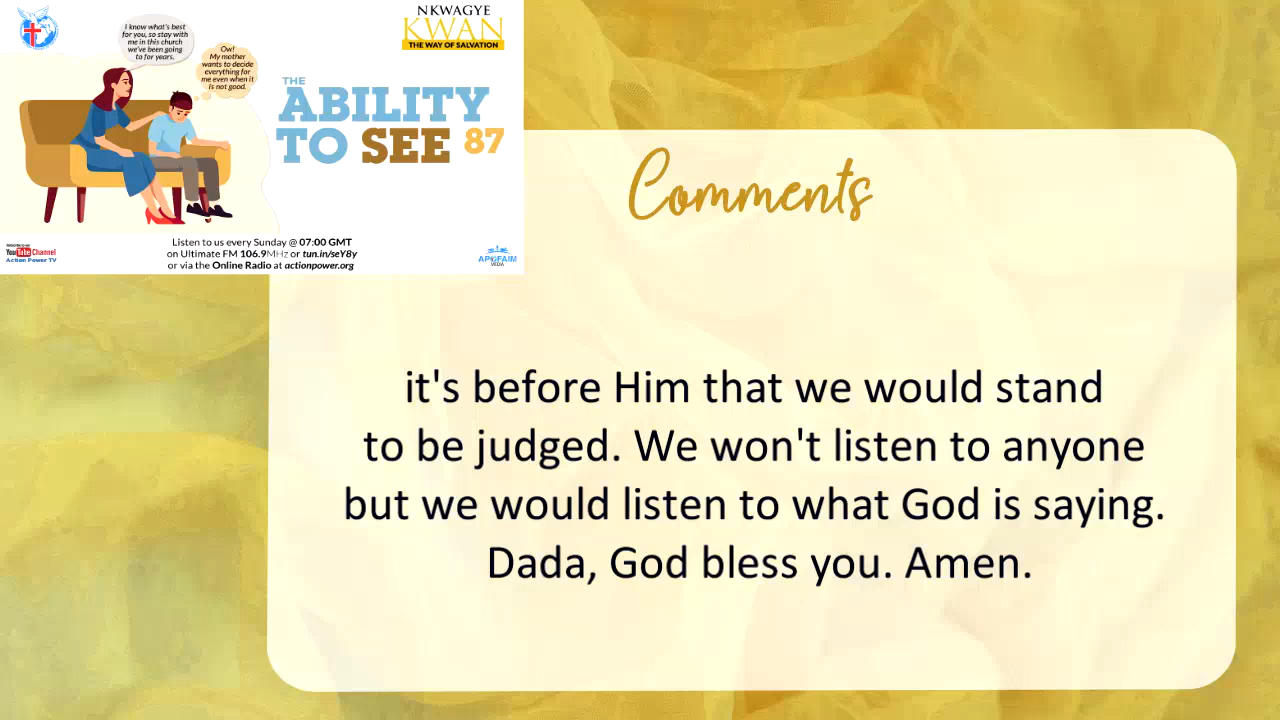 I know what's best
for you, so stay with
me in this church
we've been going
to for years.
Ow!
My mother
wants to decide
everything for
me even when it
is not good.
NKWAGYE
KWAN
THE WAY OF SALVATION
THE
ABILITY
TO SEE 87
Listen to us every Sunday @ 07:00 GMT
on Ultimate FM 106.9MHz or tun.in/seY8y
or via the Online Radio at actionpower.org
YouTube Channel
Action Power TV
APOFAIM
MEDIA
Comments
it's before Him that we would stand
to be judged. We won't listen to anyone
but we would listen to what God is saying.
Dada, God bless you. Amen.